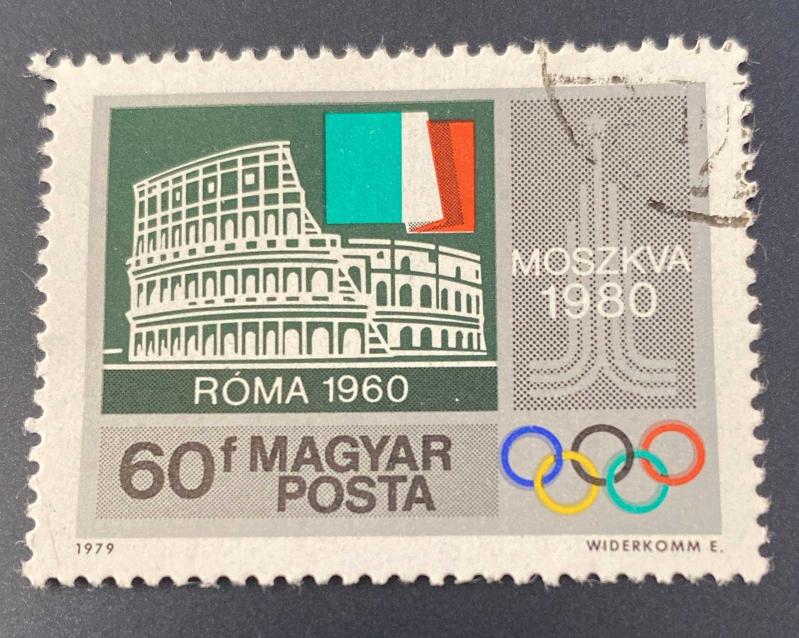 MOSZKVA
1980
RÓMA 1960
60f MAGYAR
POSTA
1979
WIDERKOMM E.